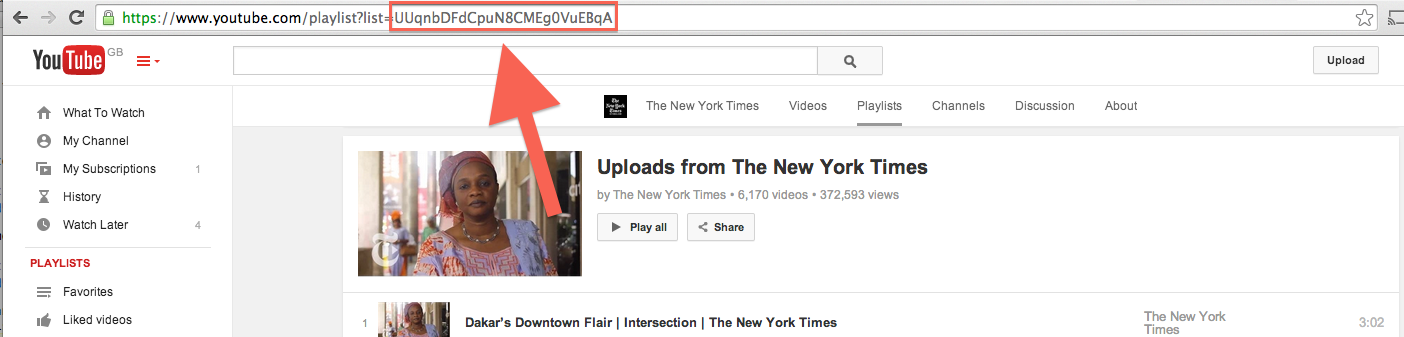 https://www.youtube.com/playlist?list=UUqnbDFdCpuN8CMEg0VuEBqA
YouTube GB
Upload
What To Watch
My Channel
My Subscriptions 1
History
Watch Later 4
PLAYLISTS
Favorites
Liked videos
The New York Times Videos Playlists Channels Discussion About
Uploads from The New York Times
by The New York Times • 6,170 videos • 372,593 views
Play all Share
1 Dakar's Downtown Flair | Intersection | The New York Times
The New York
Times
3:02